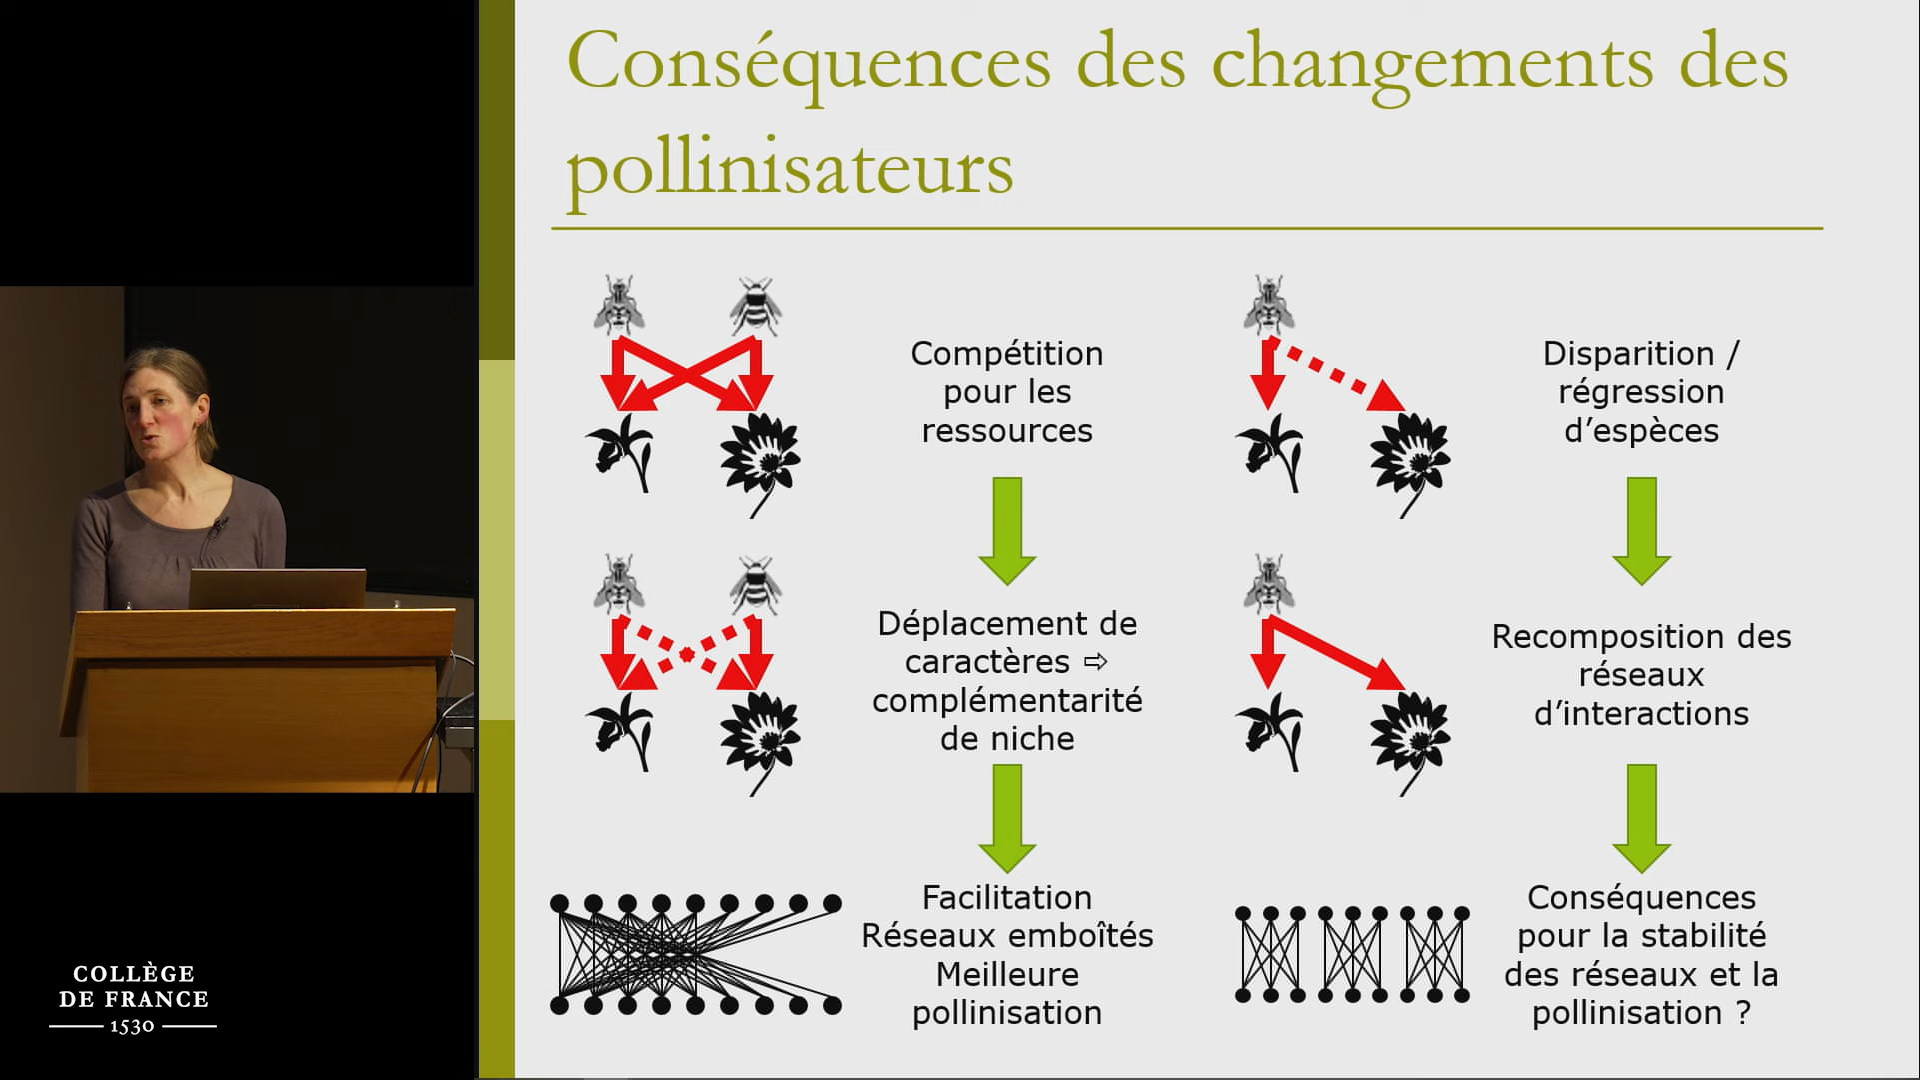 Conséquences des changements des
pollinisateurs
Compétition
pour les
ressources
Déplacement de
caractères ⇨
complémentarité
de niche
Facilitation
Réseaux emboîtés
Meilleure
pollinisation
Disparition /
régression
d’espèces
Recomposition des
réseaux
d’interactions
Conséquences
pour la stabilité
des réseaux et la
pollinisation ?
COLLÈGE
DE FRANCE
1530